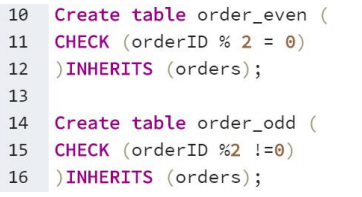 10 Create table order_even (
11 CHECK (orderID % 2 = 0)
12 )INHERITS (orders);
13
14 Create table order_odd (
15 CHECK (orderID %2 !=0)
16 )INHERITS (orders);